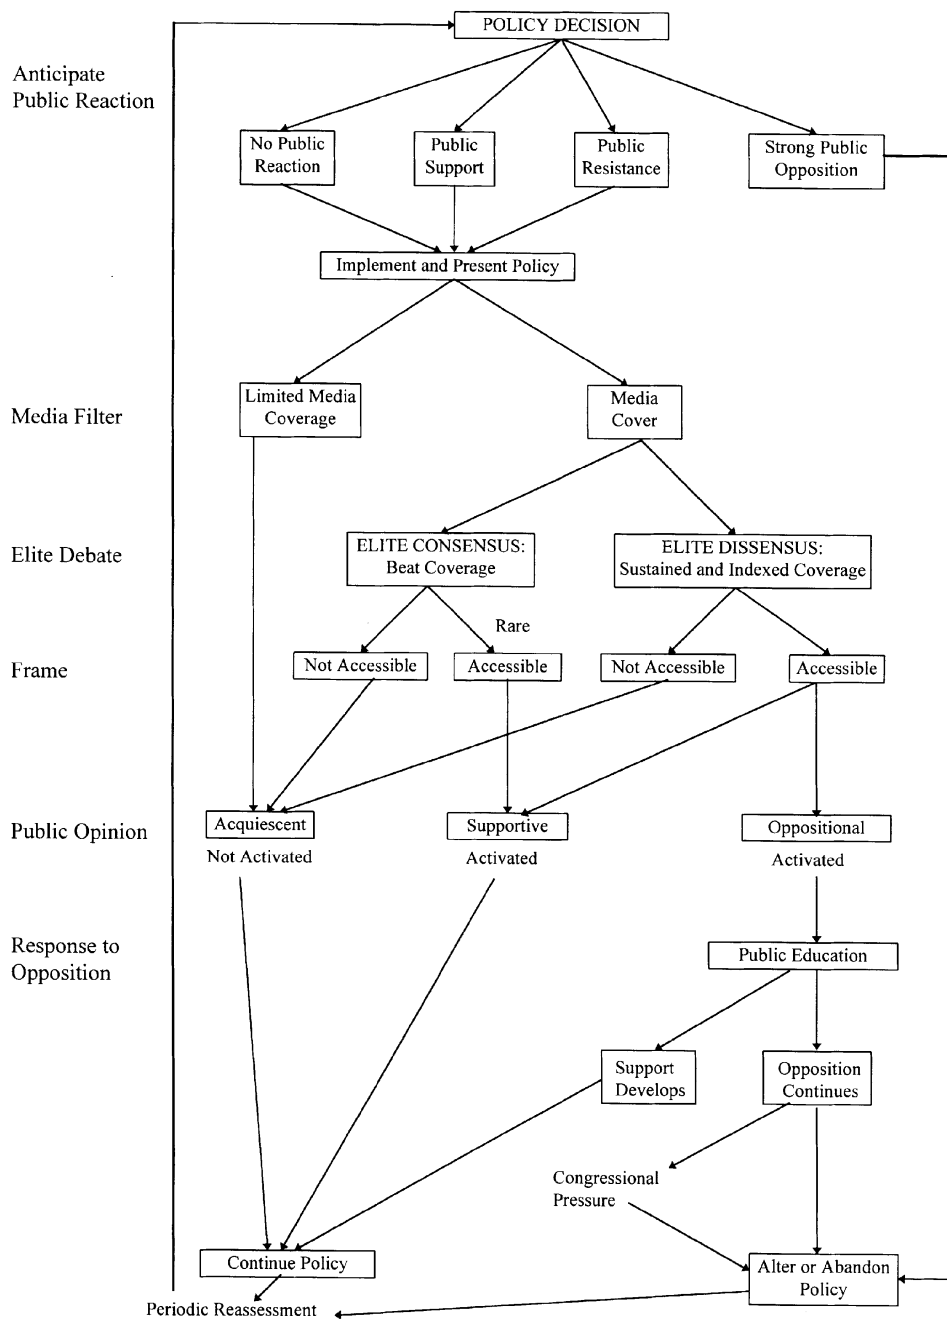 POLICY DECISION
Anticipate
Public Reaction
No Public
Reaction
Public
Support
Public
Resistance
Strong Public
Opposition
Implement and Present Policy
Media Filter
Limited Media
Coverage
Media
Cover
Elite Debate
ELITE CONSENSUS:
Beat Coverage
ELITE DISSENSUS:
Sustained and Indexed Coverage
Rare
Frame
Not Accessible
Accessible
Not Accessible
Accessible
Public Opinion
Acquiescent
Supportive
Oppositional
Not Activated
Activated
Activated
Response to
Opposition
Public Education
Support
Develops
Opposition
Continues
Congressional
Pressure
Continue Policy
Alter or Abandon
Policy
Periodic Reassessment